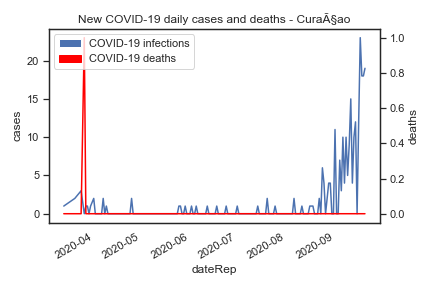 New COVID-19 daily cases and deaths - CuraÃ§ao
COVID-19 infections
COVID-19 deaths
cases
20
15
10
5
0
deaths
1.0
0.8
0.6
0.4
0.2
0.0
2020-04
2020-05
2020-06
2020-07
2020-08
2020-09
dateRep